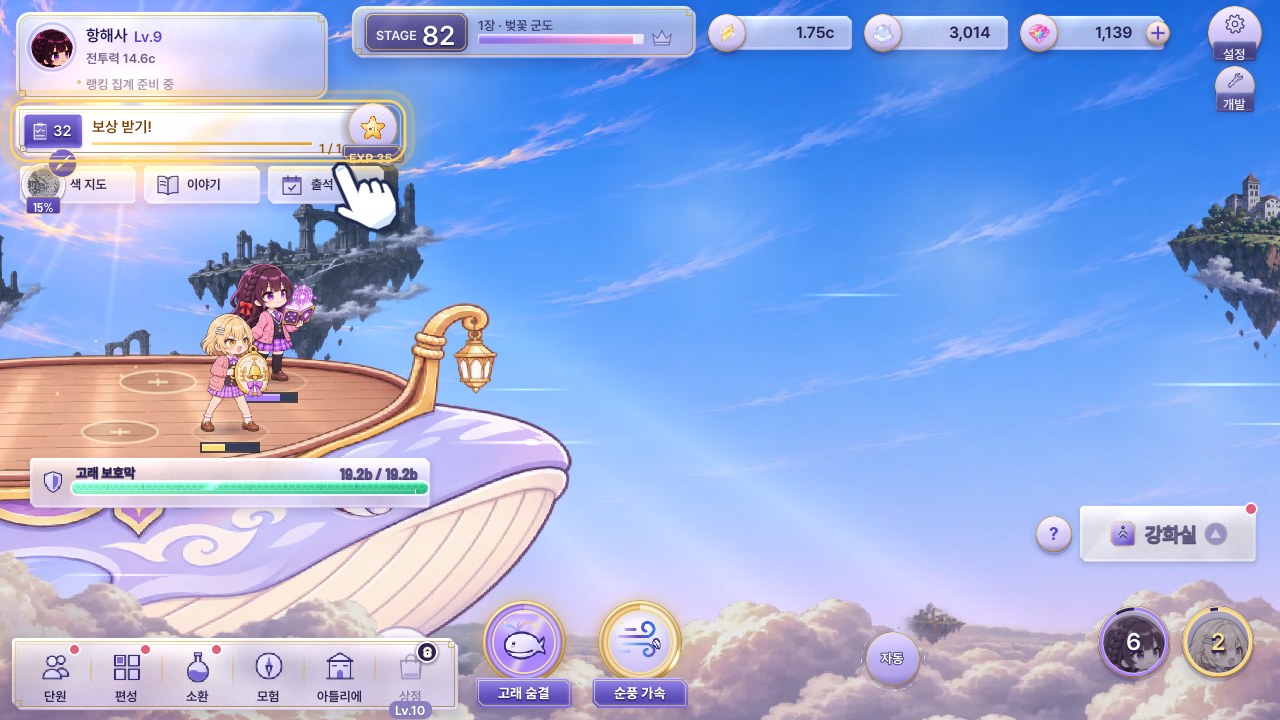 항해사 Lv.9
전투력 14.6c
* 랭킹 집계 준비 중
STAGE 82
1장 · 벚꽃 군도
1.75c
3,014
1,139
설정
개발
32
보상 받기!
1/1
EXP 35
색 지도
15%
이야기
출석
고래 보호막
19.2b / 19.2b
?
강화실
6
2
자동
고래 숨결
순풍 가속
단원
편성
소환
모험
아틀리에
상점
Lv.10